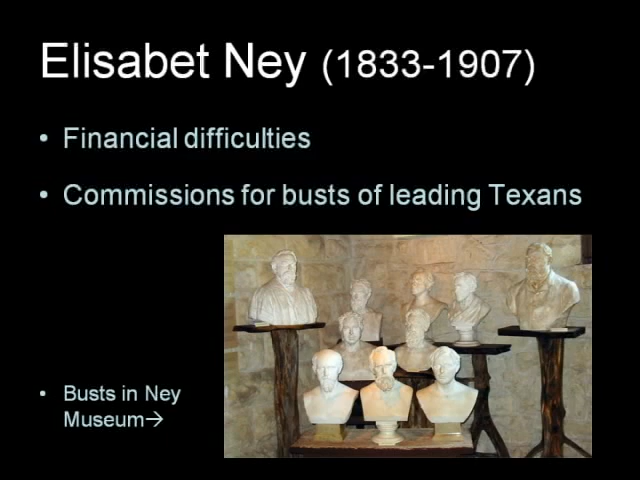 Elisabet Ney (1833-1907)
• Financial difficulties
• Commissions for busts of leading Texans
• Busts in Ney
Museum→